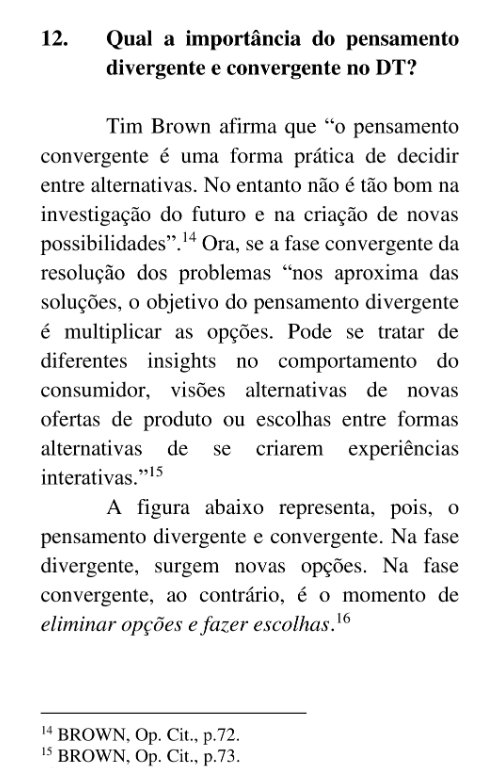 12. Qual a importância do pensamento
divergente e convergente no DT?
Tim Brown afirma que “o pensamento
convergente é uma forma prática de decidir
entre alternativas. No entanto não é tão bom na
investigação do futuro e na criação de novas
possibilidades”.¹⁴ Ora, se a fase convergente da
resolução dos problemas “nos aproxima das
soluções, o objetivo do pensamento divergente
é multiplicar as opções. Pode se tratar de
diferentes insights no comportamento do
consumidor, visões alternativas de novas
ofertas de produto ou escolhas entre formas
alternativas de se criarem experiências
interativas.”¹⁵
A figura abaixo representa, pois, o
pensamento divergente e convergente. Na fase
divergente, surgem novas opções. Na fase
convergente, ao contrário, é o momento de
eliminar opções e fazer escolhas.¹⁶
¹⁴ BROWN, Op. Cit., p.72.
¹⁵ BROWN, Op. Cit., p.73.